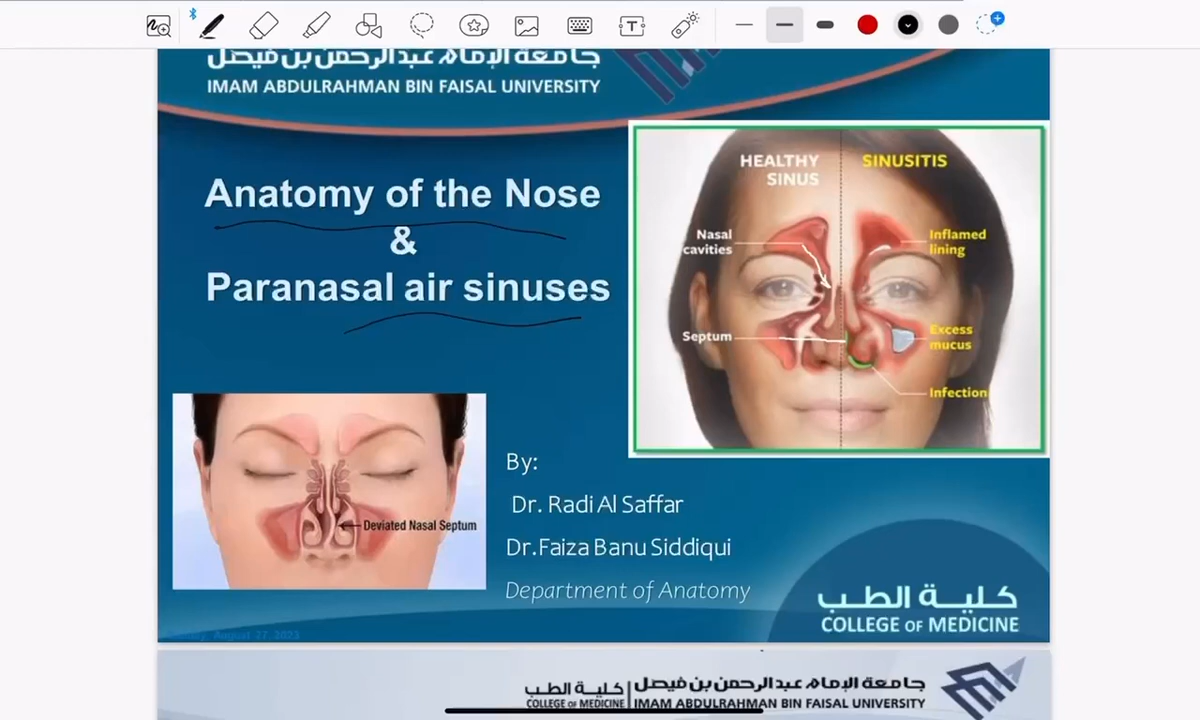 جامعة الإمام عبدالرحمن بن فيصل
IMAM ABDULRAHMAN BIN FAISAL UNIVERSITY
Anatomy of the Nose
&
Paranasal air sinuses
HEALTHY
SINUS
SINUSITIS
Nasal
cavities
Inflamed
lining
Septum
Excess
mucus
Infection
Deviated Nasal Septum
By:
Dr. Radi Al Saffar
Dr.Faiza Banu Siddiqui
Department of Anatomy
كلية الطب
COLLEGE OF MEDICINE
August 27, 2023
كلية الطب
COLLEGE OF MEDICINE
جامعة الإمام عبدالرحمن بن فيصل
IMAM ABDULRAHMAN BIN FAISAL UNIVERSITY